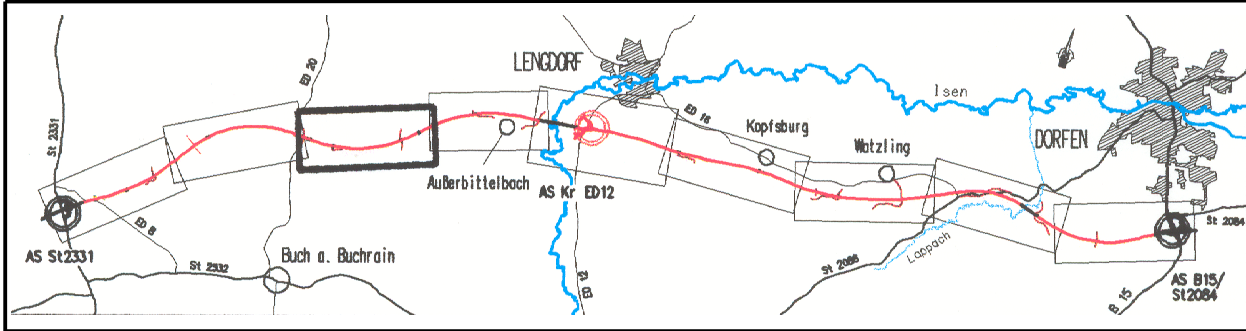 St 2331
ED 20
LENGDORF
Isen
ED 16
Kopfsburg
Watzling
DORFEN
Außerbittelbach
AS Kr ED12
ED 8
AS St2331
Buch a. Buchrain
St 2332
ED 12
Lappach
St 2086
St 2084
AS B15/
St2084
B 15